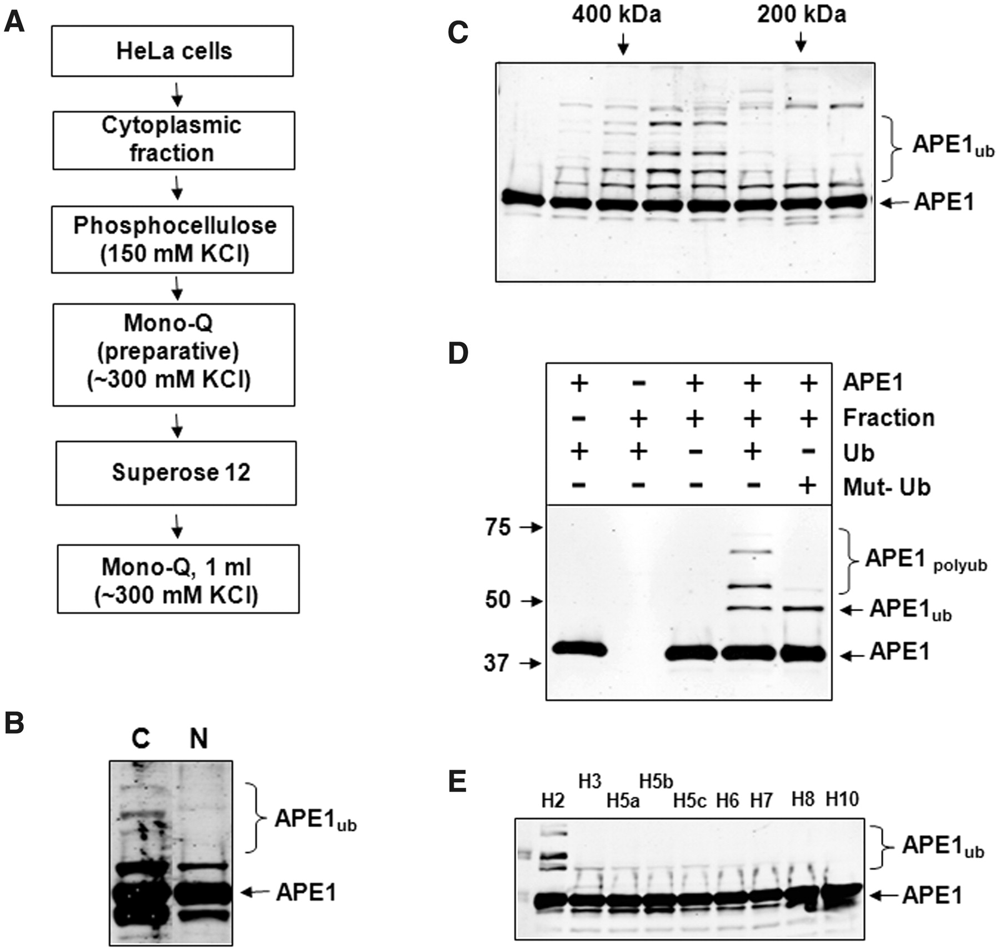 A
HeLa cells
Cytoplasmic
fraction
Phosphocellulose
(150 mM KCl)
Mono-Q
(preparative)
(~300 mM KCl)
Superose 12
Mono-Q, 1 ml
(~300 mM KCl)
B
C N
APE1ub
APE1
C
400 kDa 200 kDa
APE1ub
APE1
D
+ - + + + APE1
- + + + + Fraction
+ + - + - Ub
- - - - + Mut- Ub
75
50
37
APE1 polyub
APE1ub
APE1
E
H2 H3 H5a H5b H5c H6 H7 H8 H10
APE1ub
APE1